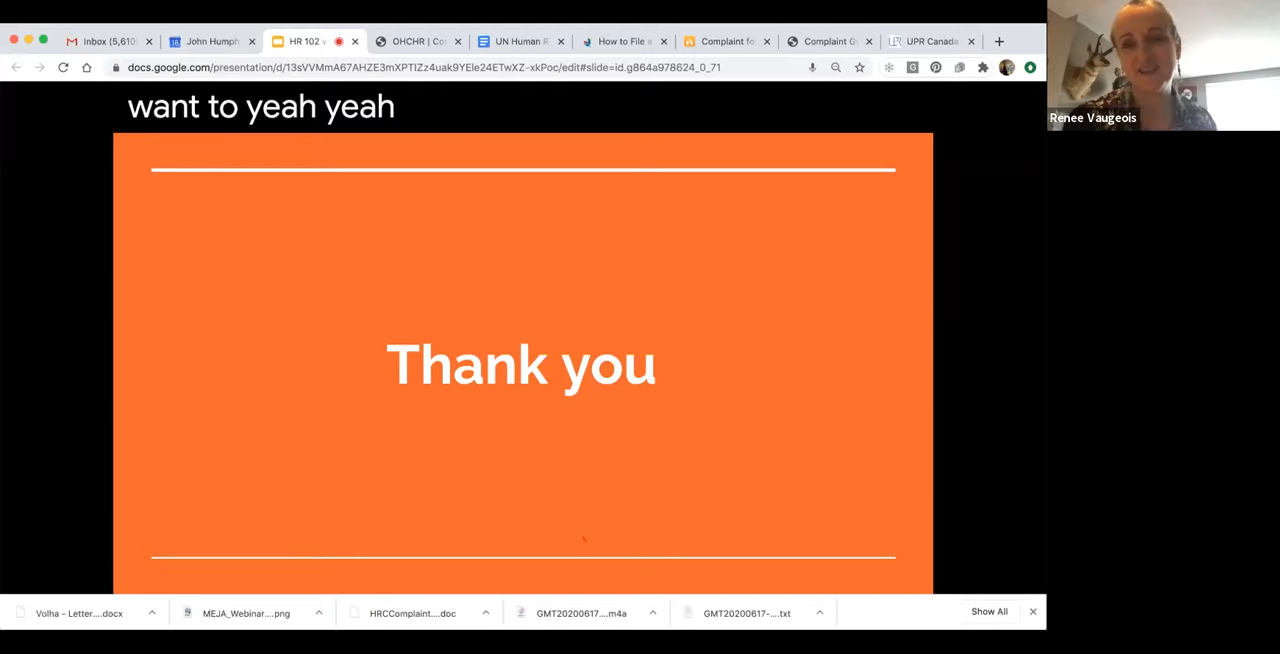 Inbox (5,610
John Humph
HR 102 v
OHCHR | Co
UN Human R
How to File a
Complaint fo
Complaint G
UPR Canada
docs.google.com/presentation/d/13sVVMmA67AHZE3mXPTIZz4uak9YEle24ETwXZ-xkPoc/edit#slide=id.g864a978624_0_71
Renee Vaugeois
want to yeah yeah
Thank you
Volha - Letter....docx
MEJA_Webinar....png
HRCComplaint....doc
GMT20200617....m4a
GMT20200617-....txt
Show All